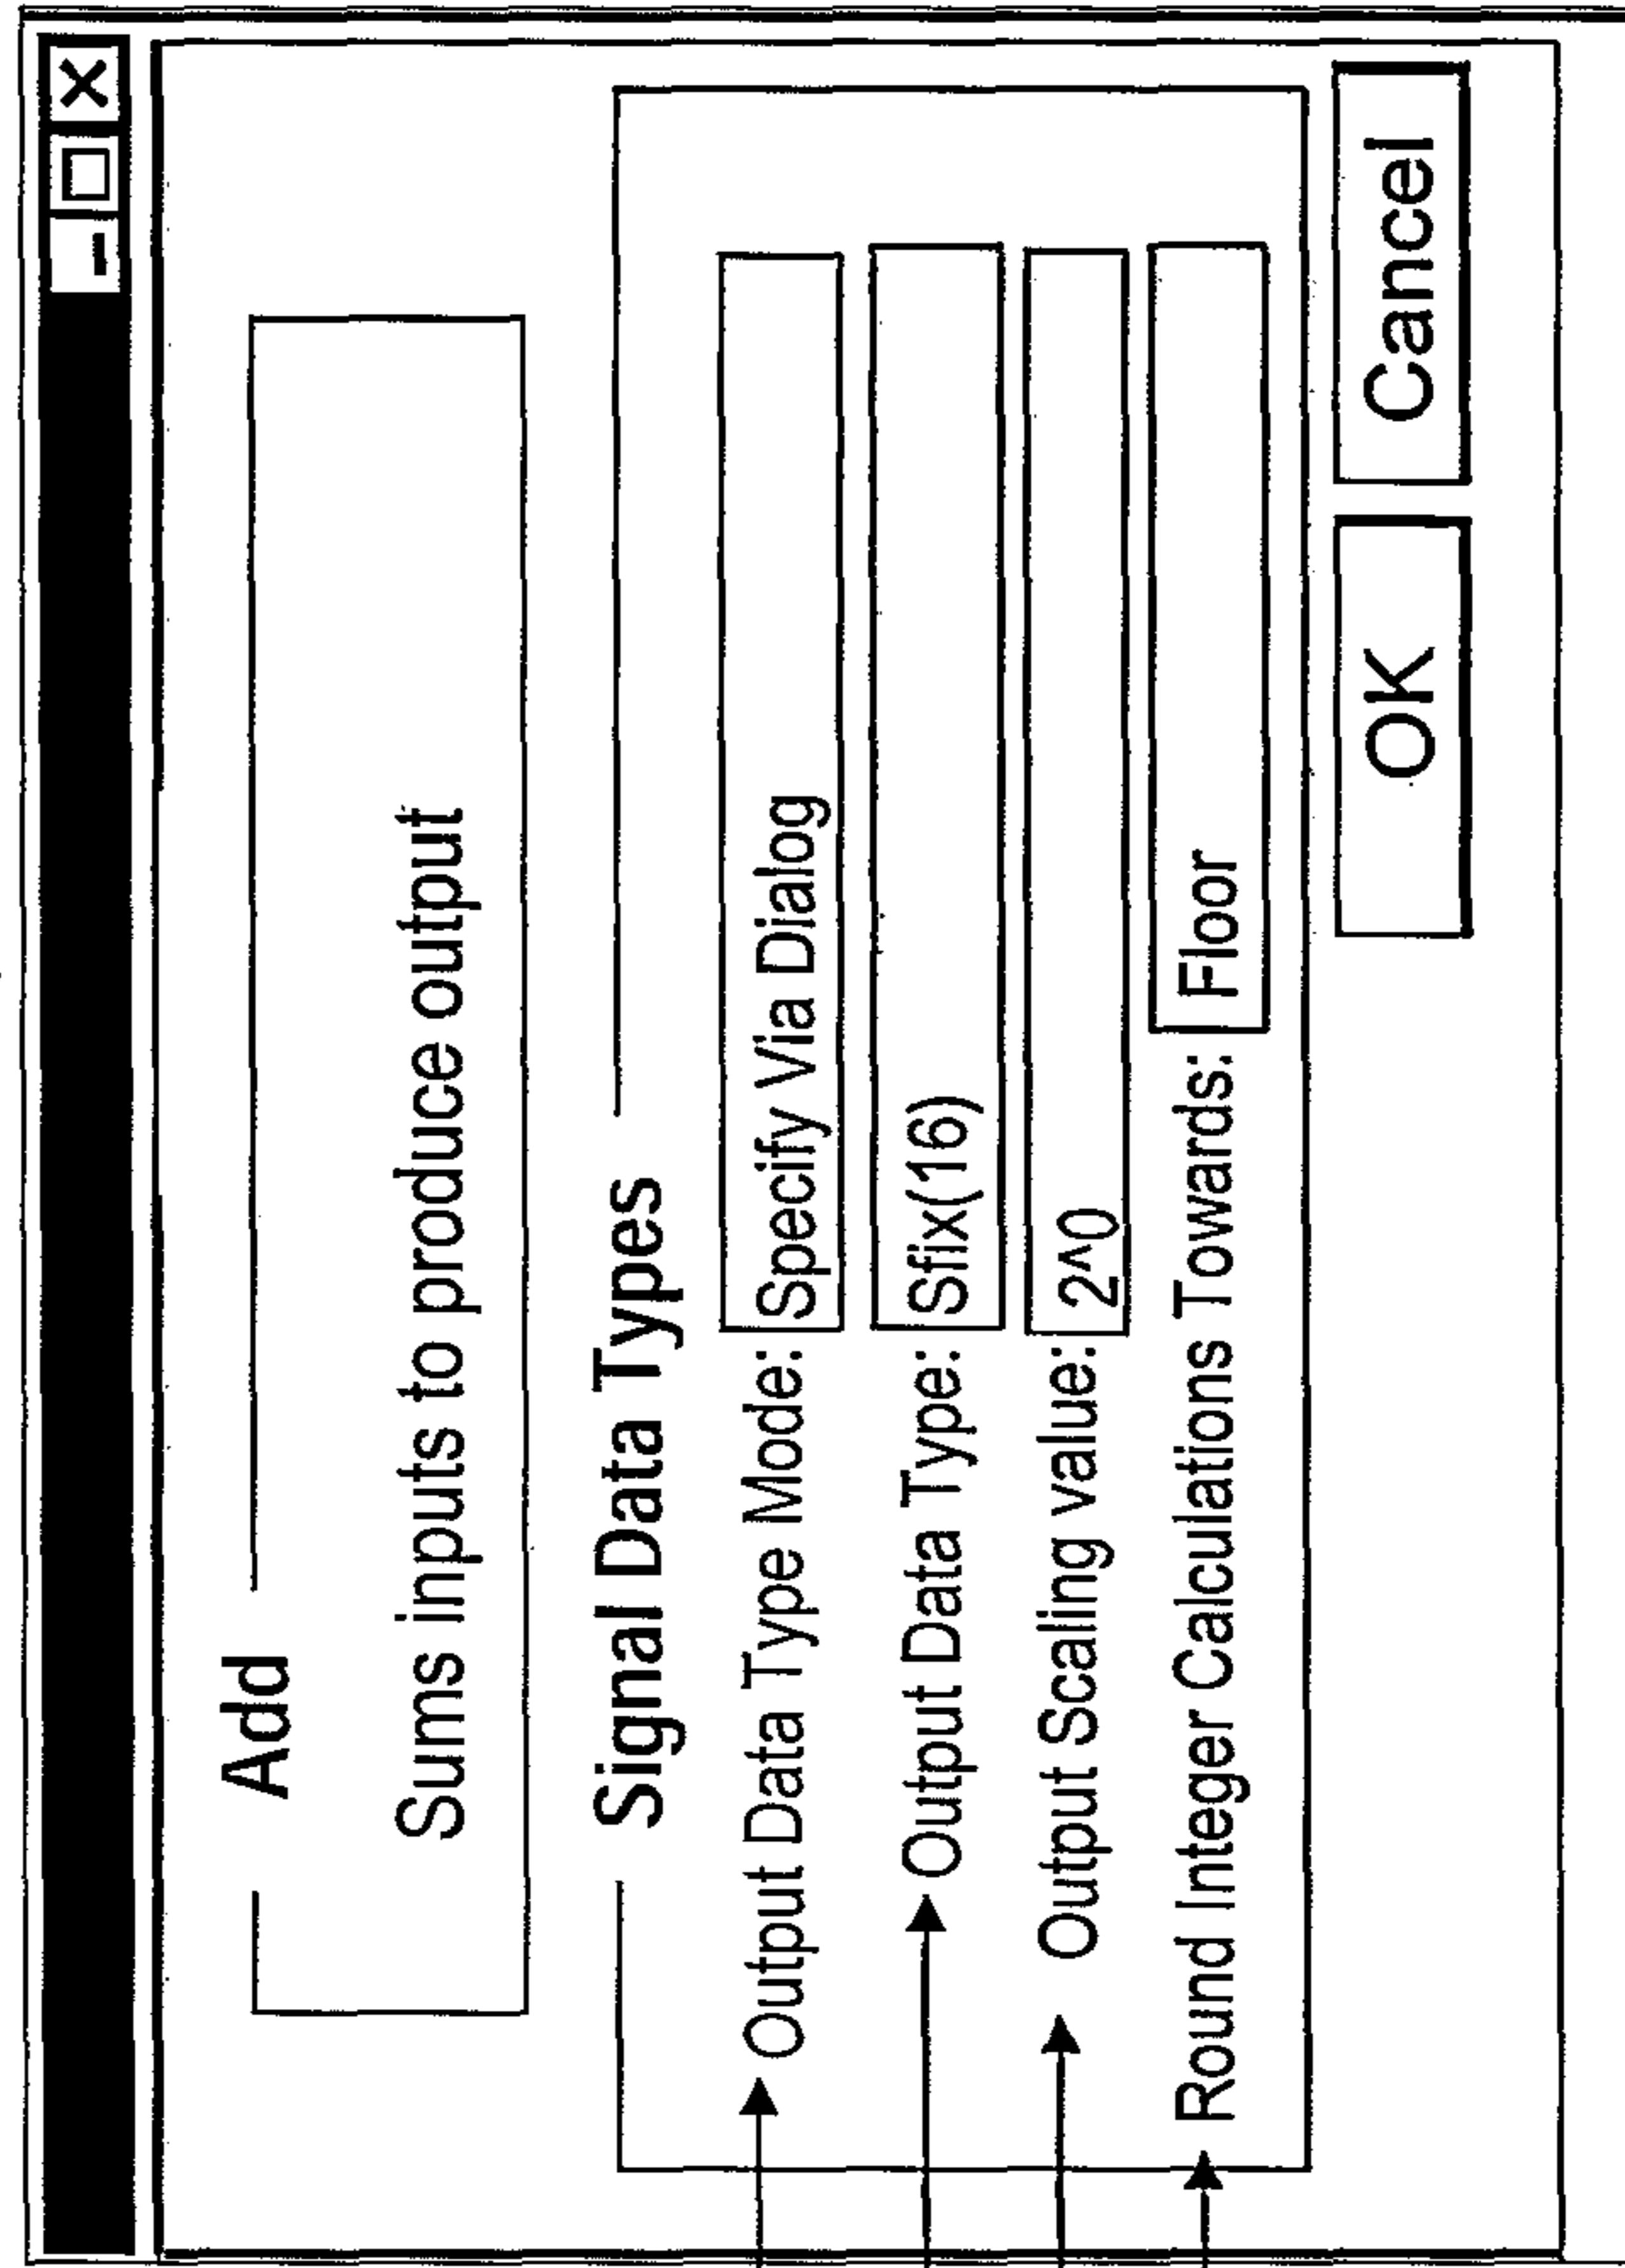 Add
Sums inputs to produce output
Signal Data Types
Output Data Type Mode: Specify Via Dialog
Output Data Type: Sfix(16)
Output Scaling value: 2^0
Round Integer Calculations Towards: Floor
OK Cancel